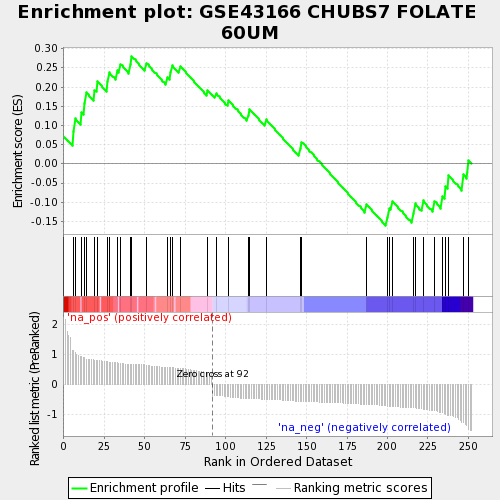 Enrichment plot: GSE43166 CHUBS7 FOLATE
60UM
Enrichment score (ES)
0.30
0.25
0.20
0.15
0.10
0.05
0.00
-0.05
-0.10
-0.15
'na_pos' (positively correlated)
Zero cross at 92
'na_neg' (negatively correlated)
Ranked list metric (PreRanked)
2
1
0
-1
0 25 50 75 100 125 150 175 200 225 250
Rank in Ordered Dataset
Enrichment profile Hits Ranking metric scores